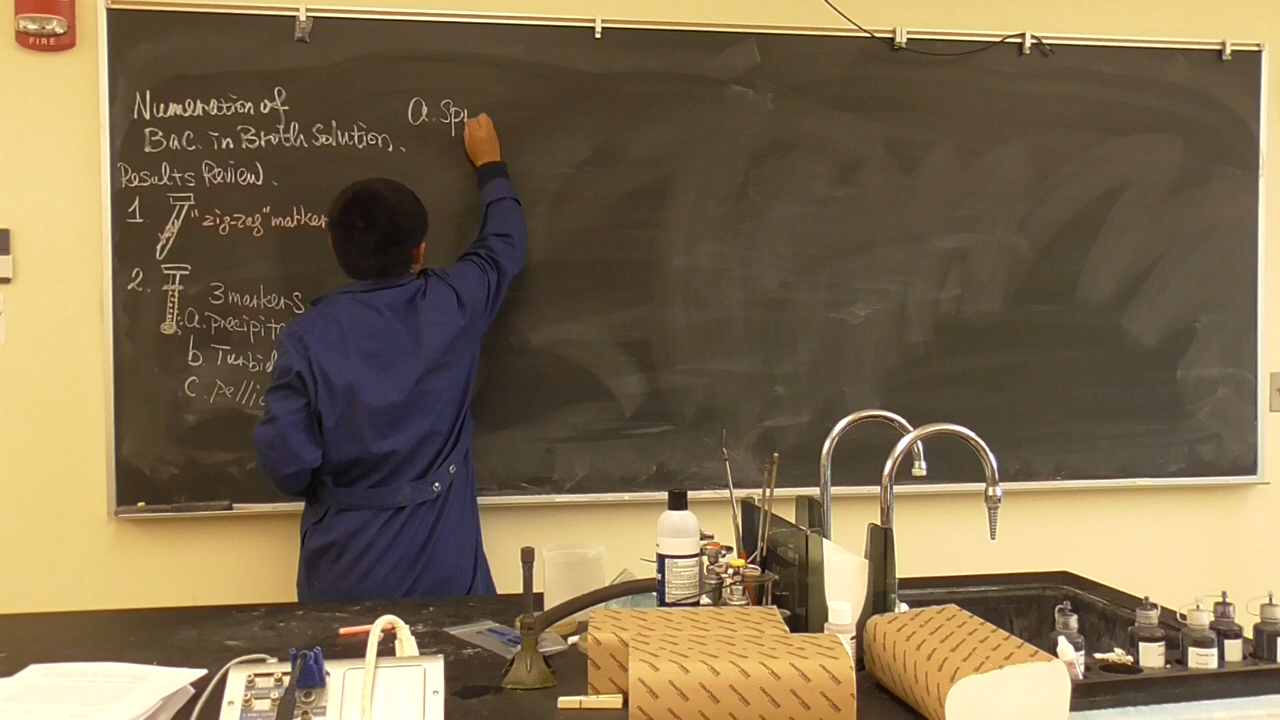 FIRE
Numeration of
Bac. in Broth Solution.
Results Review.
1 "zig-zag" marker
2.
3 markers
a. precipit
b. Turbid
c. pellic
a. Sp